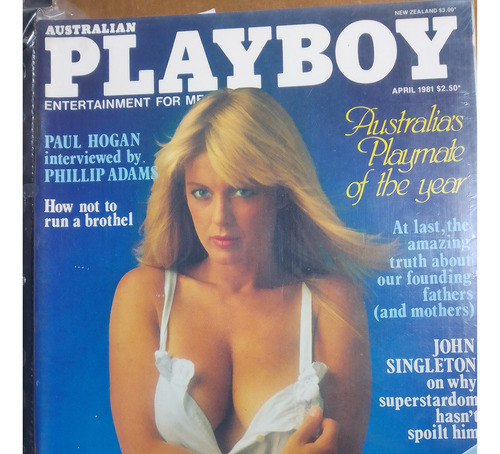 AUSTRALIAN
NEW ZEALAND $3.00*
PLAYBOY
ENTERTAINMENT FOR ME
APRIL 1981 $2.50*
PAUL HOGAN
interviewed by
PHILLIP ADAMS
How not to
run a brothel
Australia's
Playmate
of the year
At last, the
amazing
truth about
our founding
fathers
(and mothers)
JOHN
SINGLETON
on why
superstardom
hasn't
spoilt him